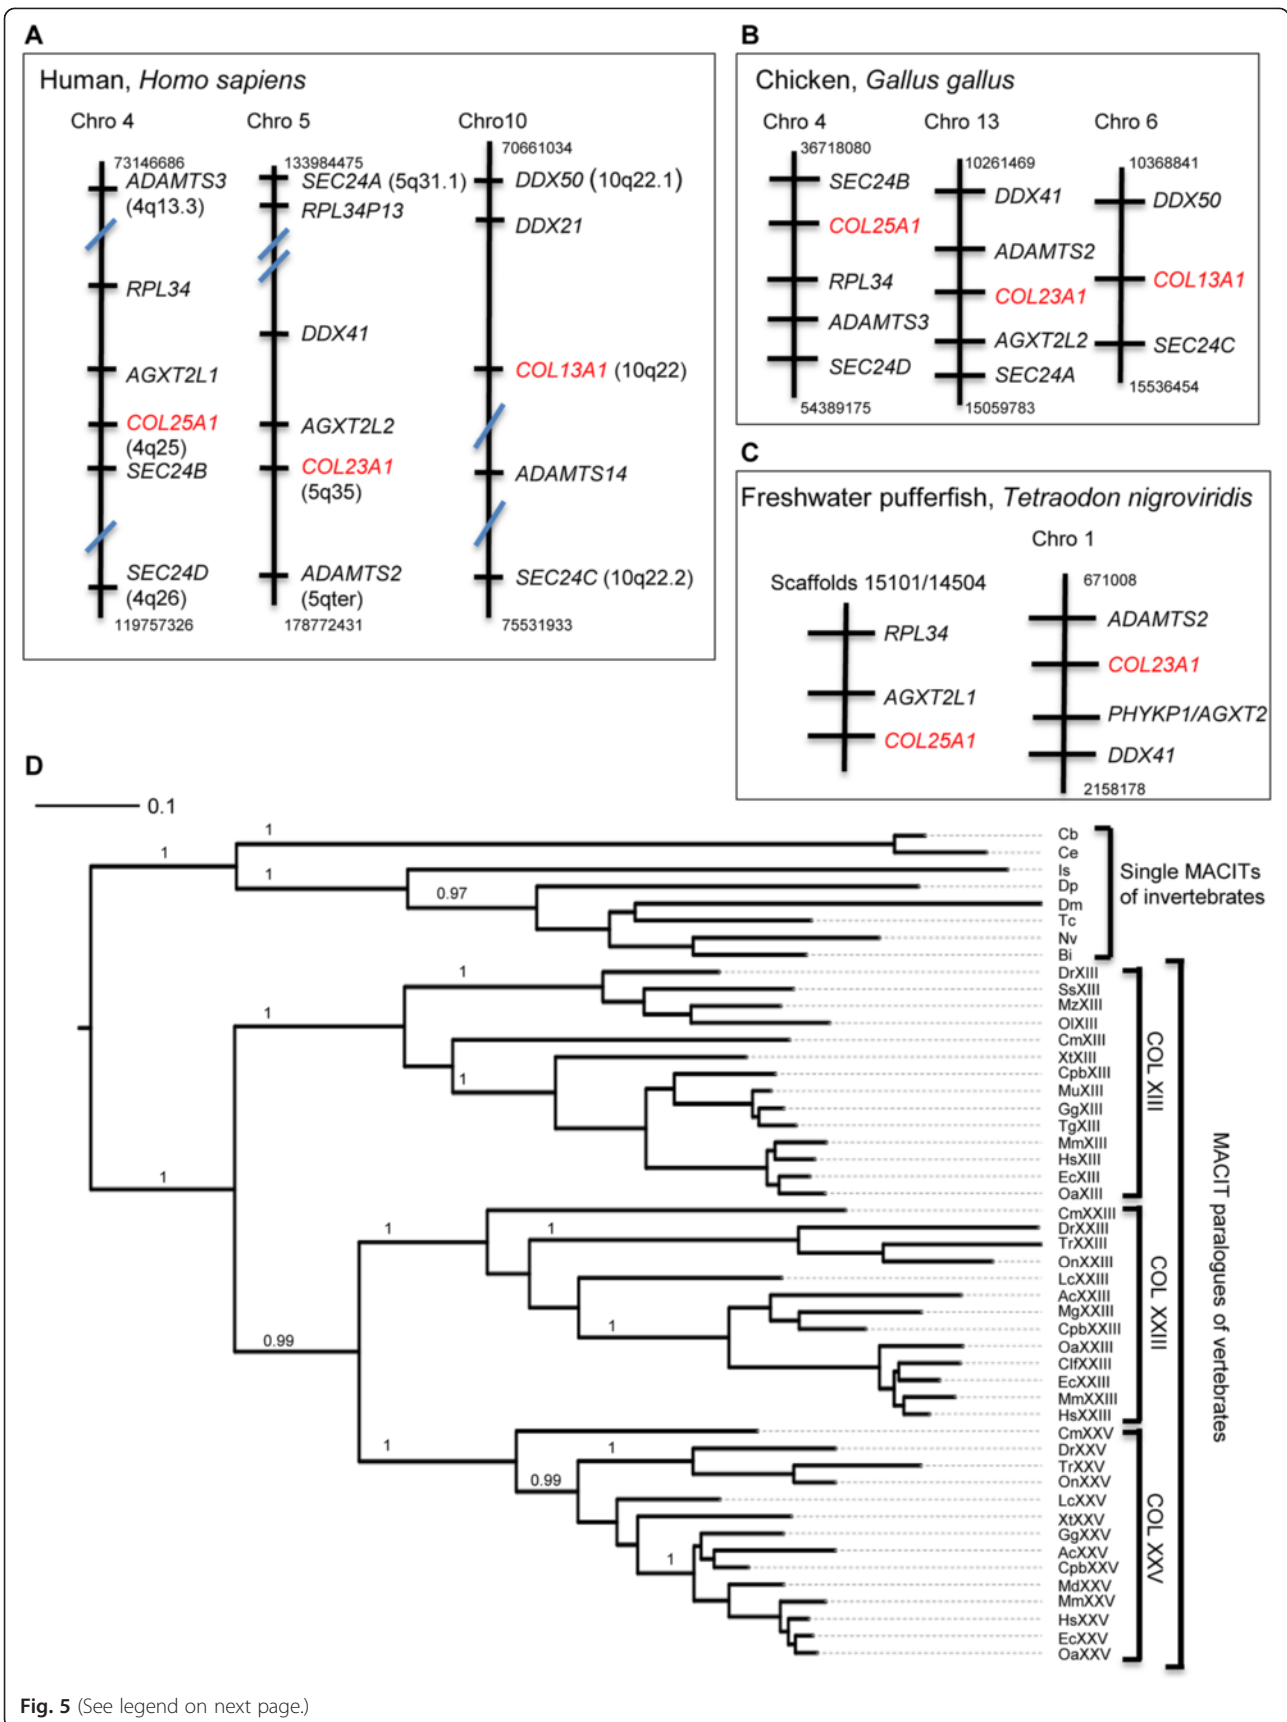 A
Human, Homo sapiens
Chro 4
73146686
ADAMTS3
(4q13.3)
RPL34
AGXT2L1
COL25A1
(4q25)
SEC24B
SEC24D
(4q26)
119757326
Chro 5
133984475
SEC24A (5q31.1)
RPL34P13
DDX41
AGXT2L2
COL23A1
(5q35)
ADAMTS2
(5qter)
178772431
Chro10
70661034
DDX50 (10q22.1)
DDX21
COL13A1 (10q22)
ADAMTS14
SEC24C (10q22.2)
75531933
B
Chicken, Gallus gallus
Chro 4
36718080
SEC24B
COL25A1
RPL34
ADAMTS3
SEC24D
54389175
Chro 13
10261469
DDX41
ADAMTS2
COL23A1
AGXT2L2
SEC24A
15059783
Chro 6
10368841
DDX50
COL13A1
SEC24C
15536454
C
Freshwater pufferfish, Tetraodon nigroviridis
Scaffolds 15101/14504
RPL34
AGXT2L1
COL25A1
Chro 1
671008
ADAMTS2
COL23A1
PHYKP1/AGXT2
DDX41
2158178
D
0.1
1
1
1
0.97
1
1
1
1
1
1
1
0.99
1
1
0.99
1
Cb
Ce
Is
Dp
Dm
Tc
Nv
Bi
Single MACITs
of invertebrates
DrXIII
SsXIII
MzXIII
OlXIII
CmXIII
XtXIII
CpbXIII
MuXIII
GgXIII
TgXIII
MmXIII
HsXIII
EcXIII
OaXIII
COL XIII
CmXXIII
DrXXIII
TrXXIII
OnXXIII
LcXXIII
AcXXIII
MgXXIII
CpbXXIII
OaXXIII
ClfXXIII
EcXXIII
MmXXIII
HsXXIII
COL XXIII
CmXXV
DrXXV
TrXXV
OnXXV
LcXXV
XtXXV
GgXXV
AcXXV
CpbXXV
MdXXV
MmXXV
HsXXV
EcXXV
OaXXV
COL XXV
MACIT paralogues of vertebrates
Fig. 5 (See legend on next page.)